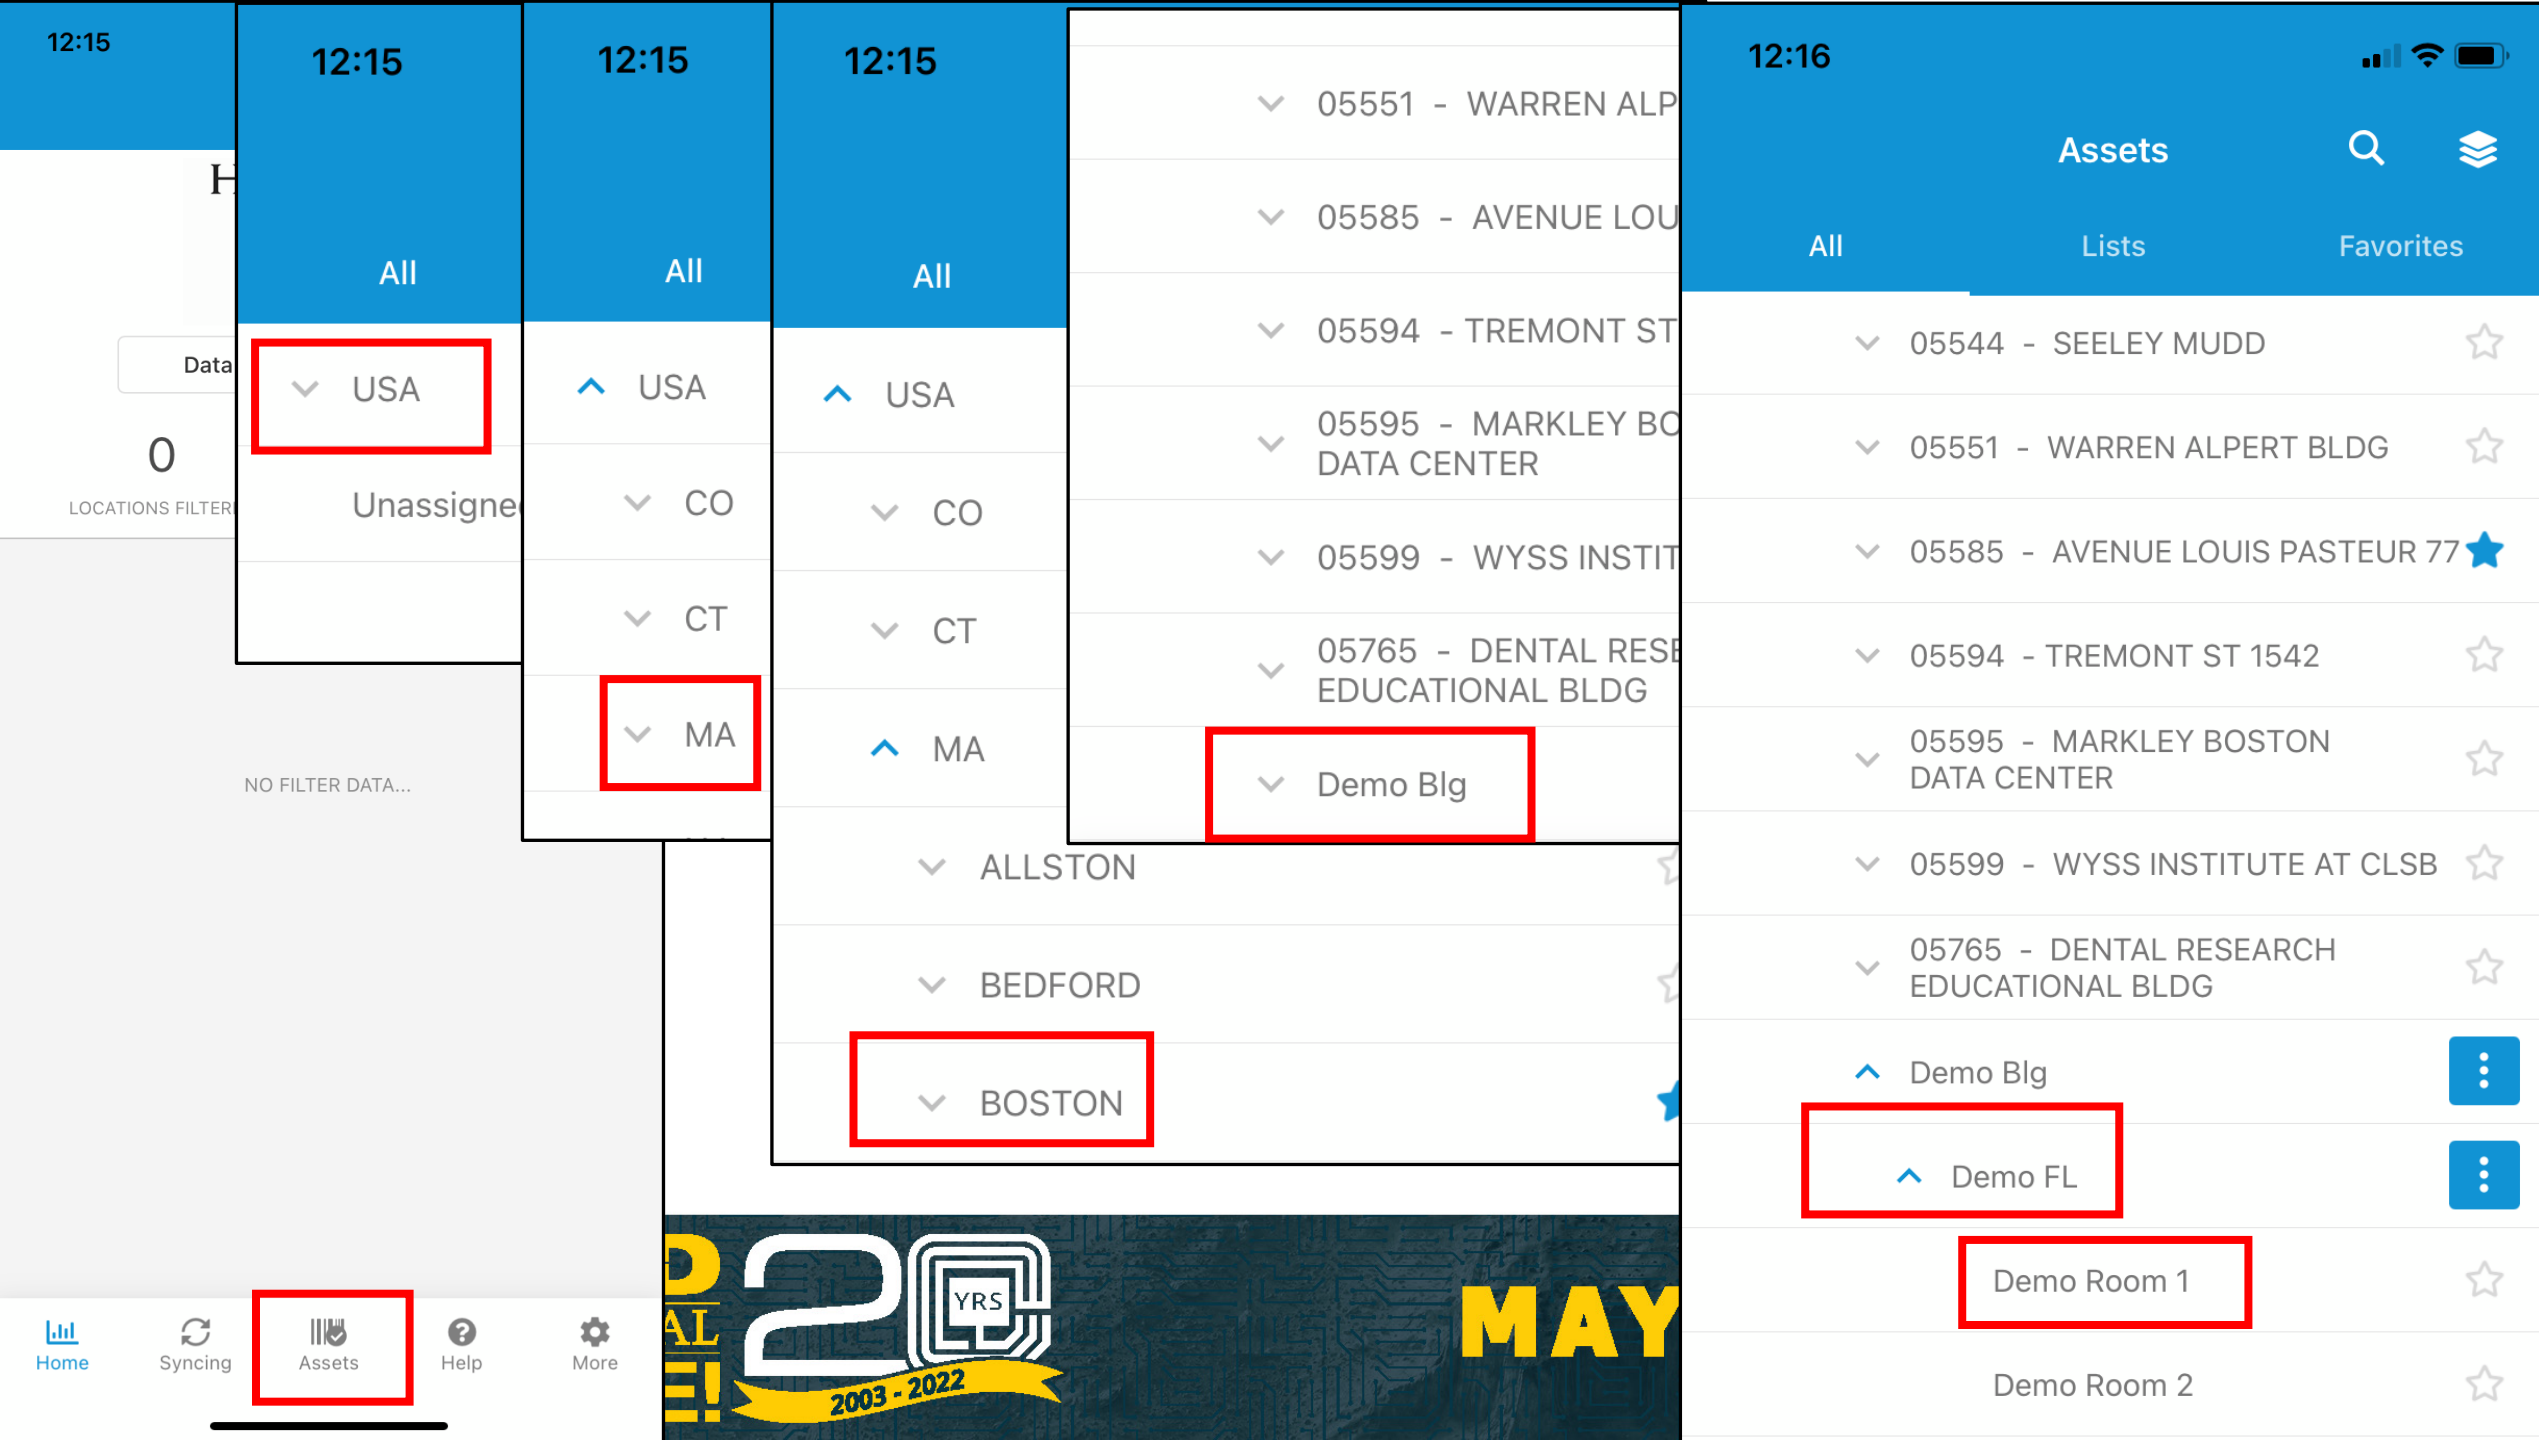 12:15
H
Data
0
LOCATIONS FILTER
NO FILTER DATA...
Home
Syncing
Assets
Help
More
12:15
All
USA
Unassigne
12:15
All
USA
CO
CT
MA
12:15
All
USA
CO
CT
MA
ALLSTON
BEDFORD
BOSTON
05551 - WARREN ALP
05585 - AVENUE LOU
05594 - TREMONT ST
05595 - MARKLEY BO
DATA CENTER
05599 - WYSS INSTIT
05765 - DENTAL RESE
EDUCATIONAL BLDG
Demo Blg
D
AL
E!
20
YRS
2003 - 2022
MAY
12:16
Assets
All
Lists
Favorites
05544 - SEELEY MUDD
05551 - WARREN ALPERT BLDG
05585 - AVENUE LOUIS PASTEUR 77
05594 - TREMONT ST 1542
05595 - MARKLEY BOSTON
DATA CENTER
05599 - WYSS INSTITUTE AT CLSB
05765 - DENTAL RESEARCH
EDUCATIONAL BLDG
Demo Blg
Demo FL
Demo Room 1
Demo Room 2